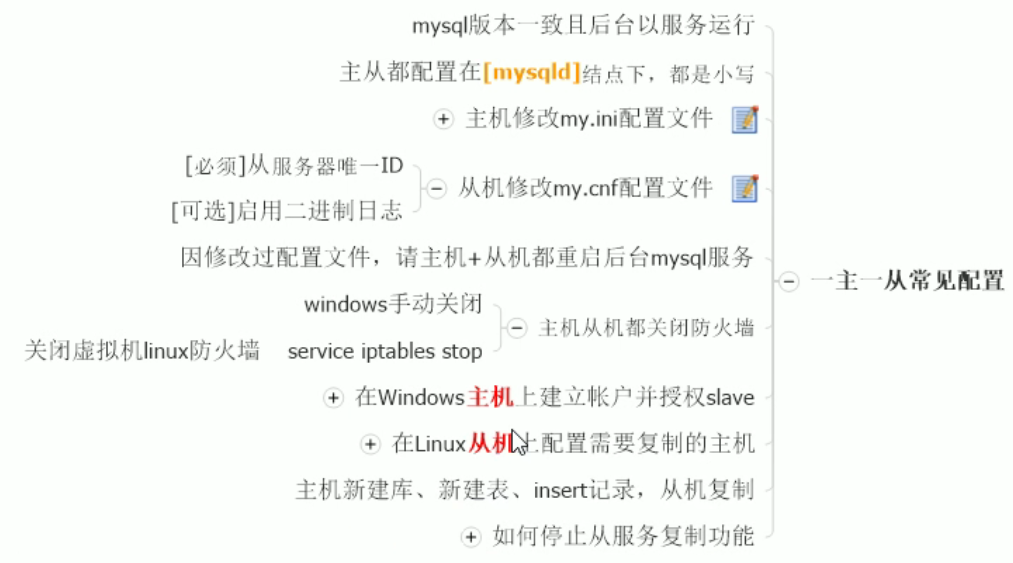 mysql版本一致且后台以服务运行
主从都配置在[mysqld]结点下，都是小写
主机修改my.ini配置文件
[必须]从服务器唯一ID
从机修改my.cnf配置文件
[可选]启用二进制日志
因修改过配置文件，请主机+从机都重启后台mysql服务
一主一从常见配置
windows手动关闭
主机从机都关闭防火墙
关闭虚拟机linux防火墙 service iptables stop
在Windows主机上建立帐户并授权slave
在Linux从机上配置需要复制的主机
主机新建库、新建表、insert记录，从机复制
如何停止从服务复制功能